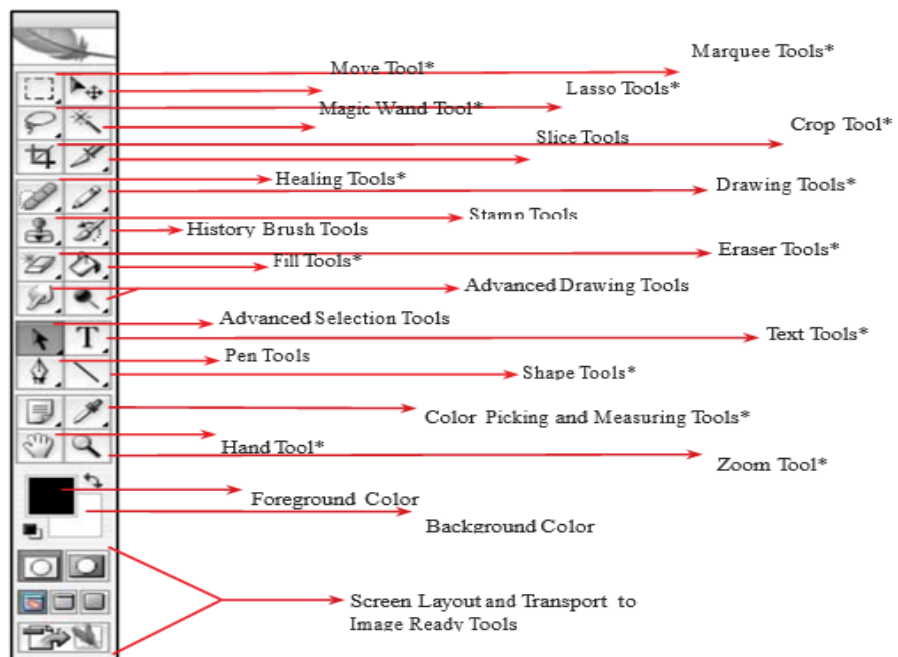 Marquee Tools*
Move Tool*
Lasso Tools*
Magic Wand Tool*
Crop Tool*
Slice Tools
Healing Tools*
Drawing Tools*
Stamp Tools
History Brush Tools
Eraser Tools*
Fill Tools*
Advanced Drawing Tools
Advanced Selection Tools
T
Text Tools*
Pen Tools
Shape Tools*
Color Picking and Measuring Tools*
Hand Tool*
Zoom Tool*
Foreground Color
Background Color
Screen Layout and Transport to
Image Ready Tools